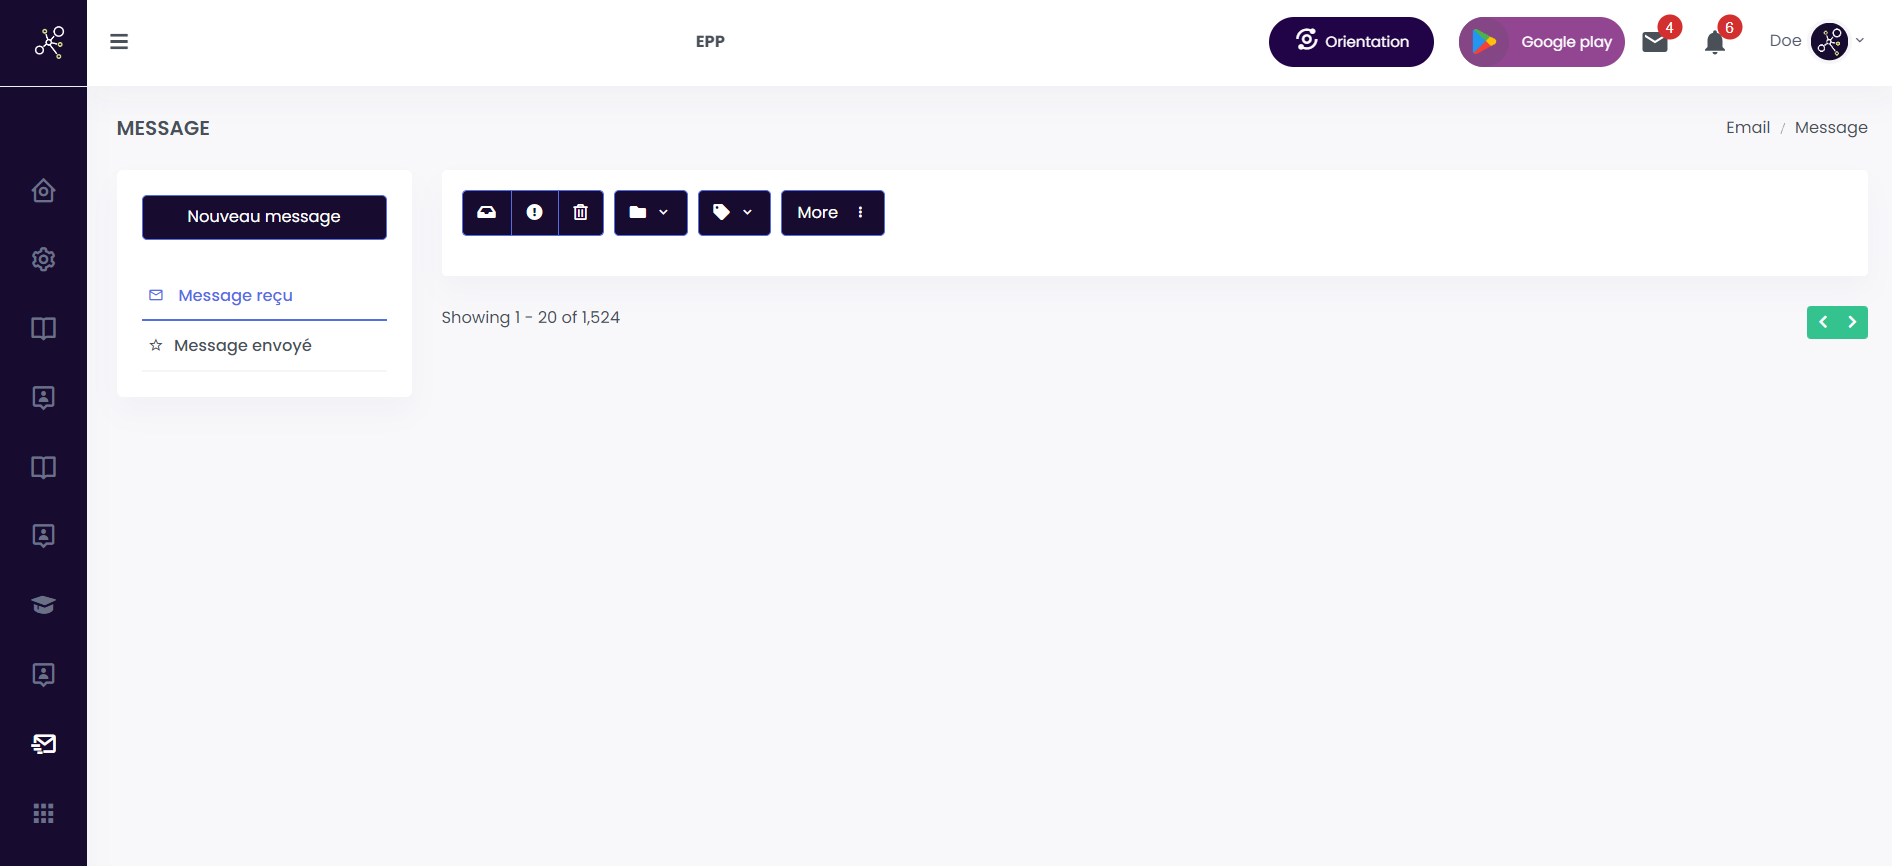 EPP
Orientation
Google play
4
6
Doe
MESSAGE
Email / Message
Nouveau message
More
Message reçu
Message envoyé
Showing 1 - 20 of 1,524